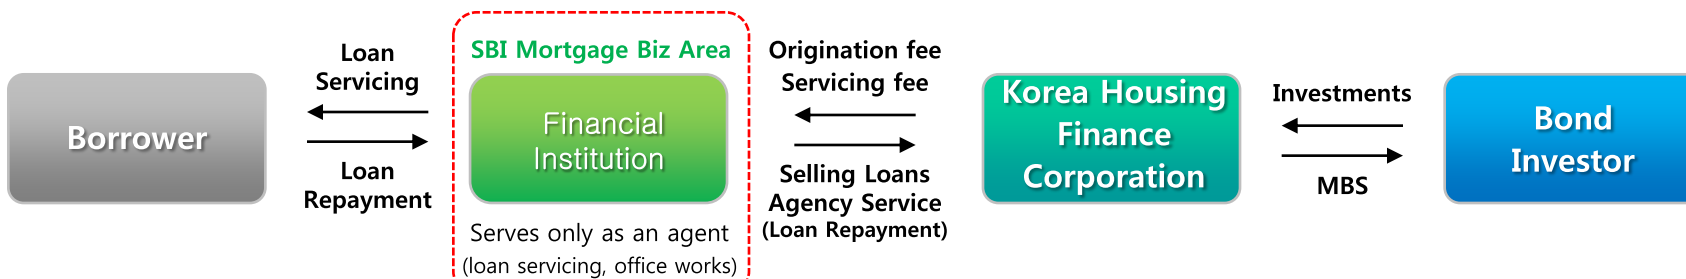 Borrower
Loan
Servicing
Loan
Repayment
SBI Mortgage Biz Area
Financial
Institution
Serves only as an agent
(loan servicing, office works)
Origination fee
Servicing fee
Selling Loans
Agency Service
(Loan Repayment)
Korea Housing
Finance
Corporation
Investments
MBS
Bond
Investor